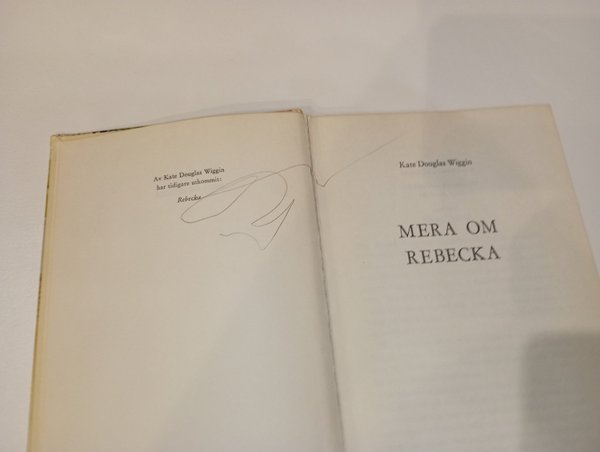 Av Kate Douglas Wiggin
har tidigare utkommit:
Rebecka
Kate Douglas Wiggin
MERA OM
REBECKA